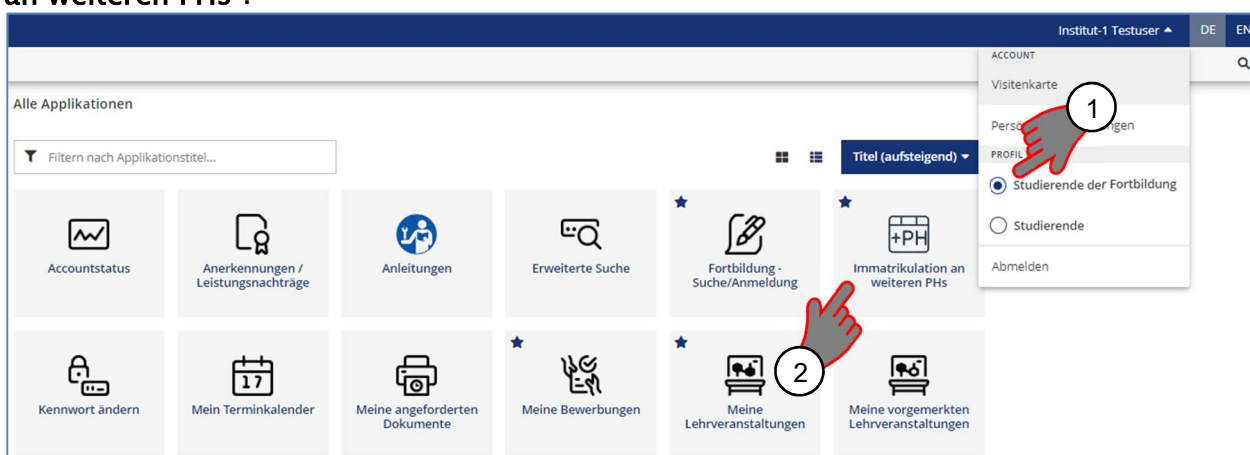 an weiteren PHs".
Institut-1 Testuser DE EN
ACCOUNT
Visitenkarte
Alle Applikationen
1
ngen
Filtern nach Applikationstitel...
Titel (aufsteigend)
PROFIL
Studierende der Fortbildung
Studierende
Abmelden
+PH
Accountstatus
Anerkennungen /
Leistungsnachträge
Anleitungen
Erweiterte Suche
Fortbildung -
Suche/Anmeldung
Immatrikulation an
weiteren PHs
2
17
Kennwort ändern
Mein Terminkalender
Meine angeforderten
Dokumente
Meine Bewerbungen
Meine
Lehrveranstaltungen
Meine vorgemerkten
Lehrveranstaltungen